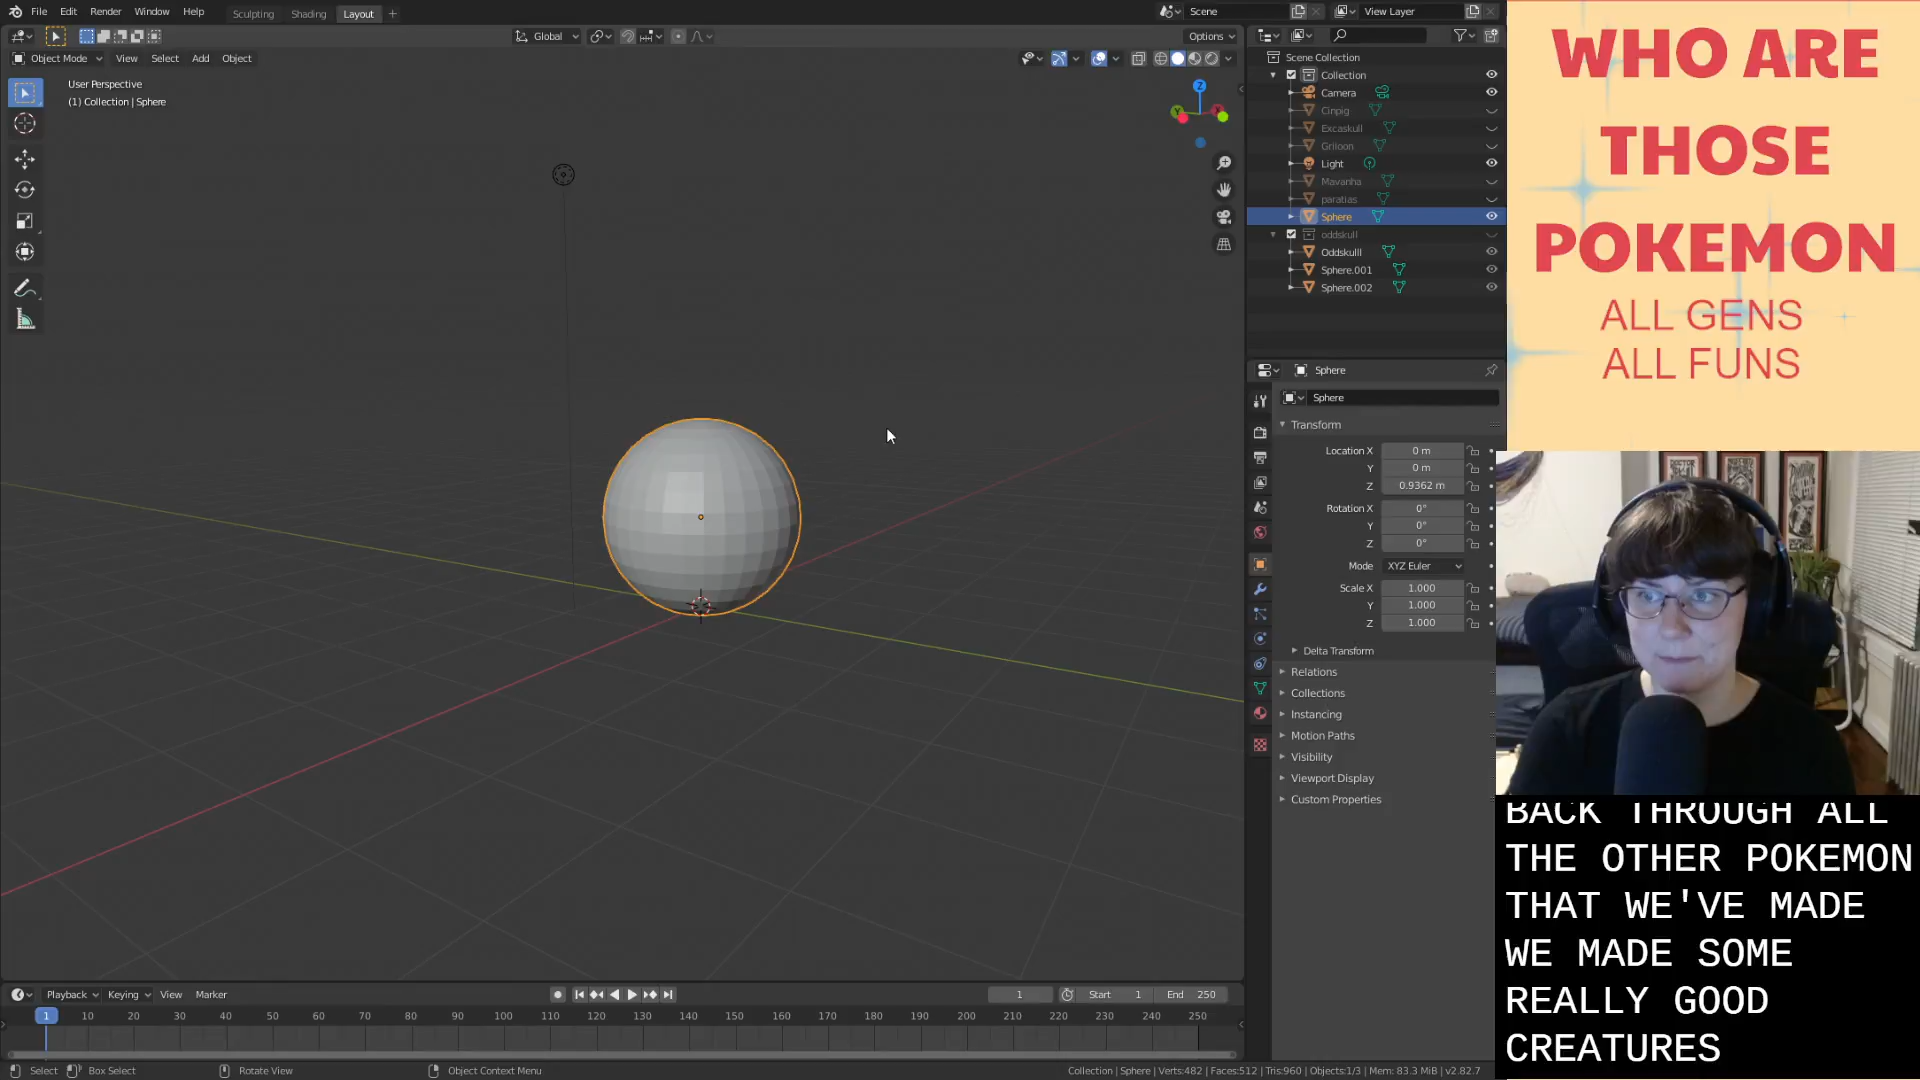 File Edit Render Window Help Sculpting Shading Layout +
Scene View Layer
Global Options
Object Mode View Select Add Object
User Perspective
(1) Collection | Sphere
Z
Y
Scene Collection
Collection
Camera
Cinpig
Excaskull
Griioon
Light
Mavanha
paratias
Sphere
oddskull
Oddskulll
Sphere.001
Sphere.002
Sphere
Sphere
Transform
Location X 0 m
Y 0 m
Z 0.9362 m
Rotation X 0°
Y 0°
Z 0°
Mode XYZ Euler
Scale X 1.000
Y 1.000
Z 1.000
Delta Transform
Relations
Collections
Instancing
Motion Paths
Visibility
Viewport Display
Custom Properties
Playback Keying View Marker
1 Start 1 End 250
1 10 20 30 40 50 60 70 80 90 100 110 120 130 140 150 160 170 180 190 200 210 220 230 240 250
Select Box Select Rotate View Object Context Menu
Collection | Sphere | Verts:482 | Faces:512 | Tris:960 | Objects:1/3 | Mem: 83.3 MiB | v2.82.7
WHO ARE
THOSE
POKEMON
ALL GENS
ALL FUNS
BACK THROUGH ALL
THE OTHER POKEMON
THAT WE'VE MADE
WE MADE SOME
REALLY GOOD
CREATURES